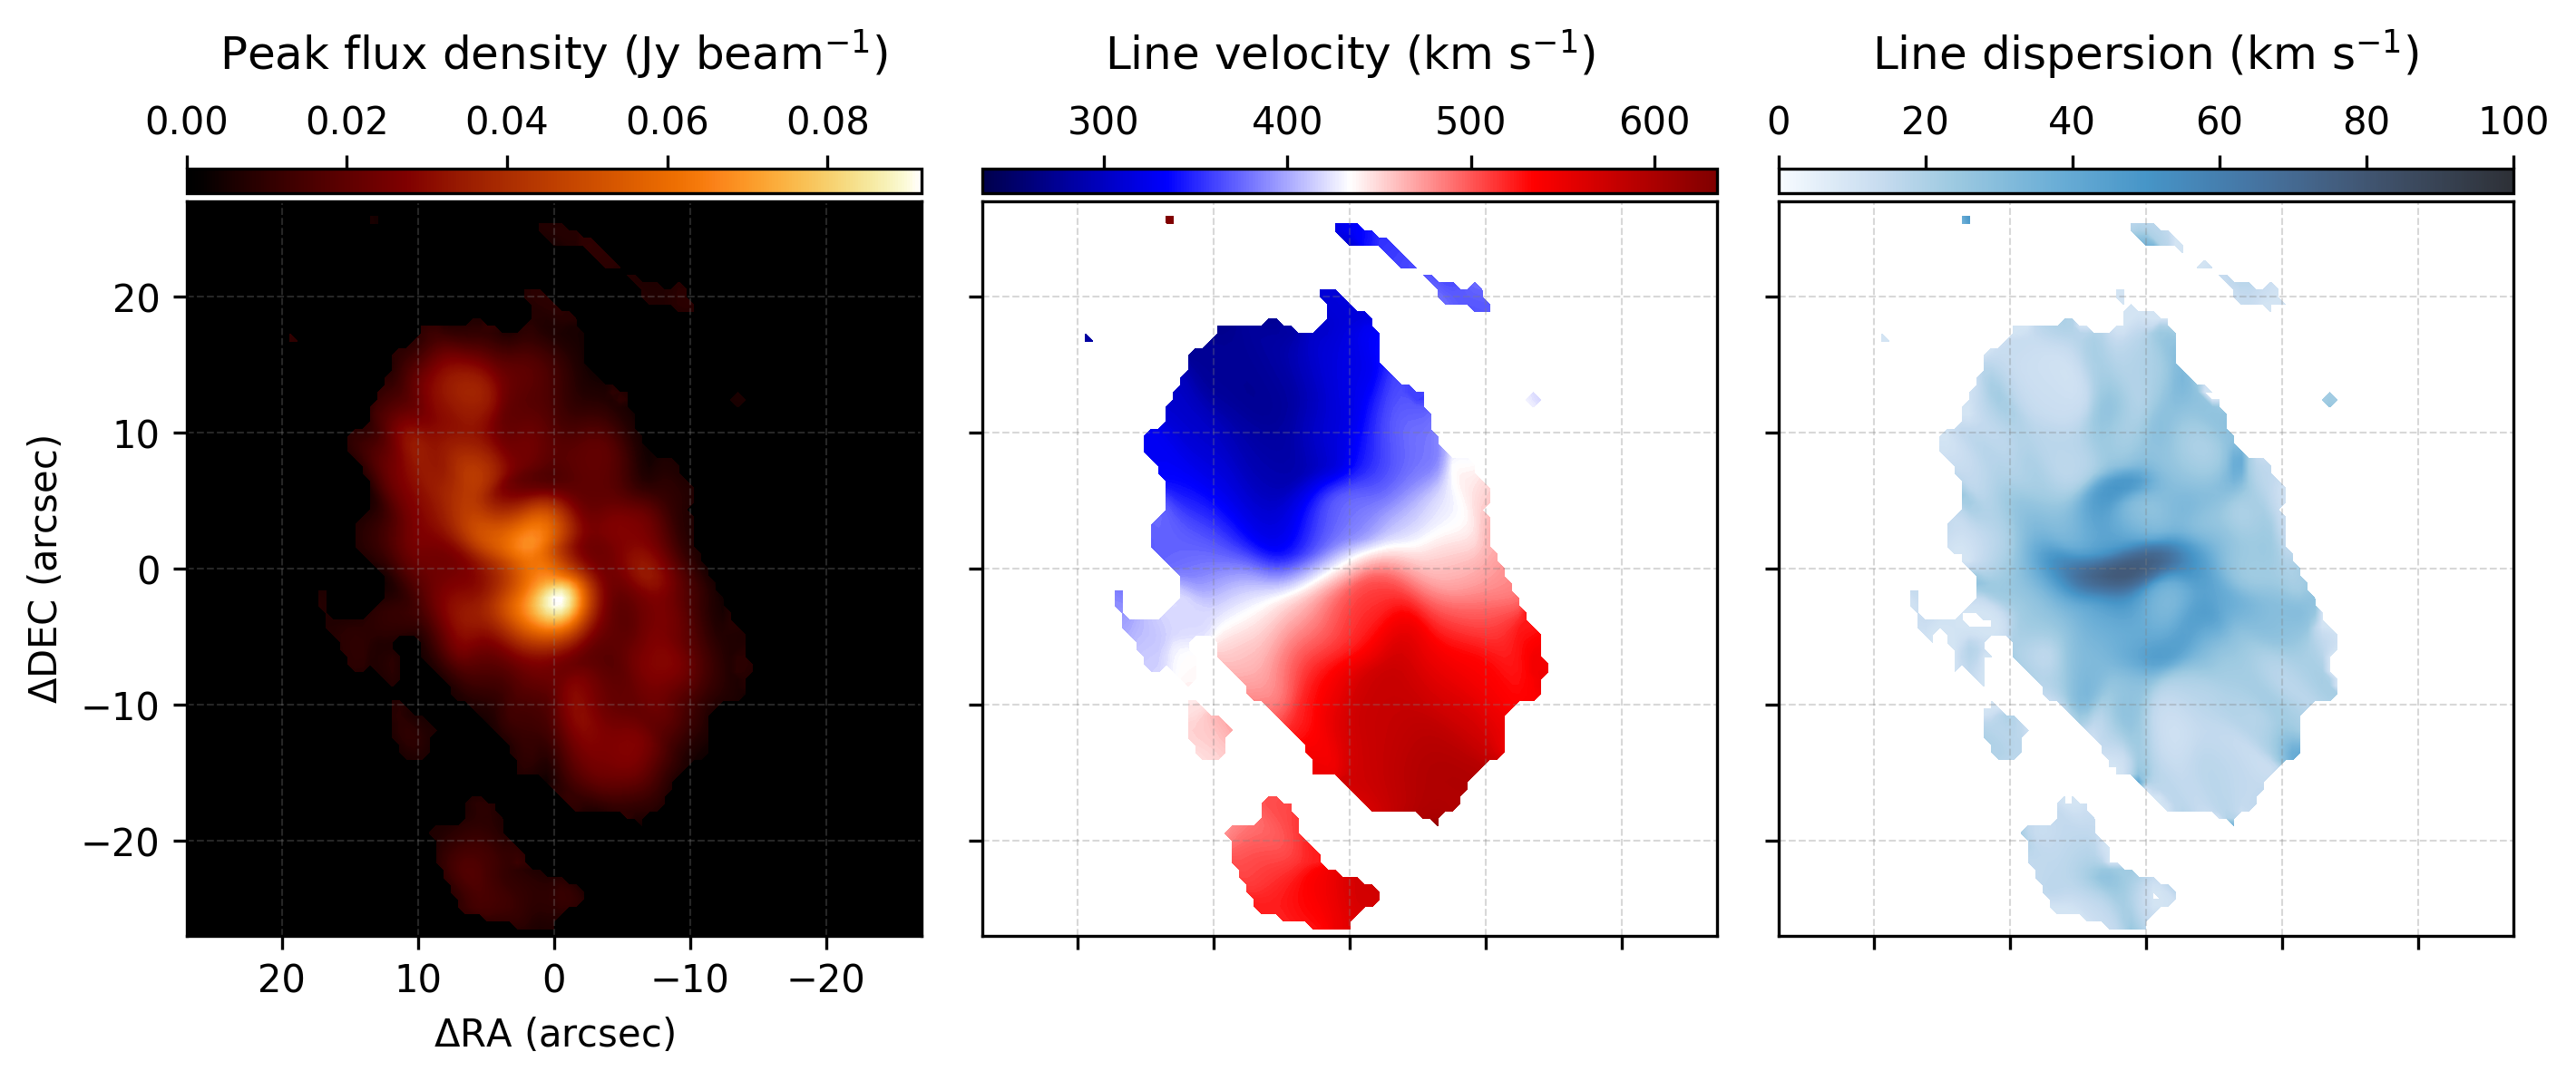 Peak flux density (Jy beam⁻¹) Line velocity (km s⁻¹) Line dispersion (km s⁻¹)
0.00 0.02 0.04 0.06 0.08 300 400 500 600 0 20 40 60 80 100
20
10
0
−10
−20
ΔDEC (arcsec)
20 10 0 −10 −20
ΔRA (arcsec)